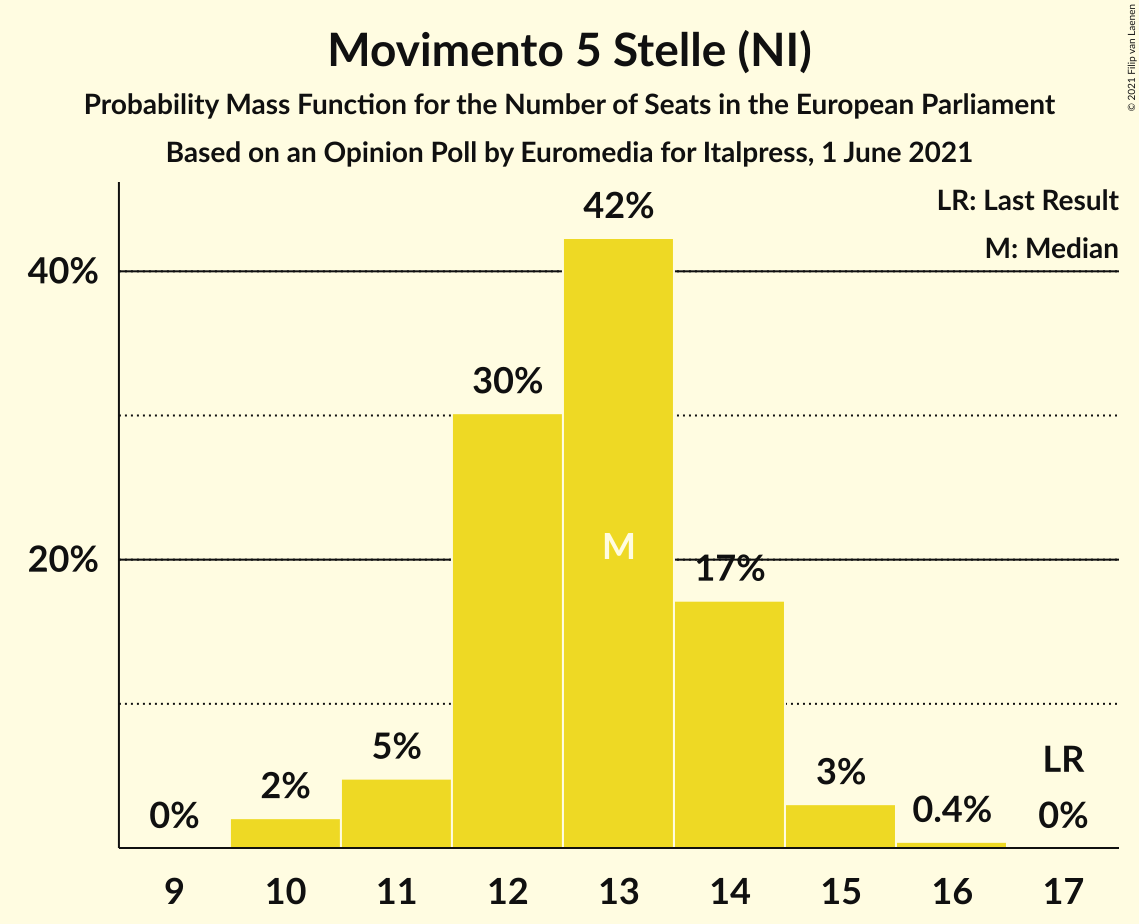 Movimento 5 Stelle (NI)
Probability Mass Function for the Number of Seats in the European Parliament
Based on an Opinion Poll by Euromedia for Italpress, 1 June 2021
© 2021 Filip van Laenen
LR: Last Result
M: Median
40%
20%
0%
2%
5%
30%
42%
M
17%
3%
0.4%
LR
0%
9
10
11
12
13
14
15
16
17